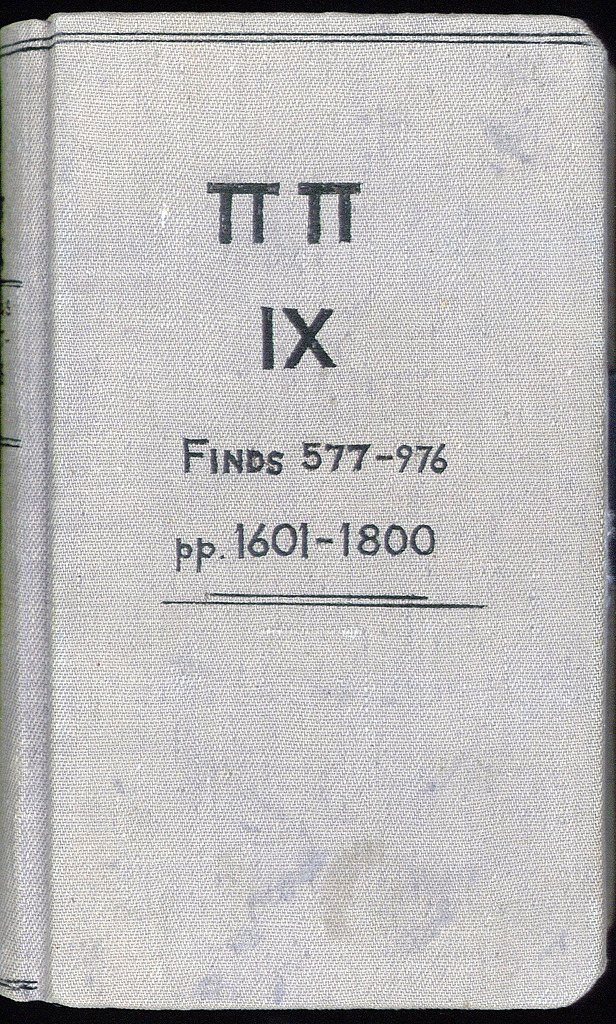 ΠΠ
IX
FINDS 577-976
pp. 1601-1800